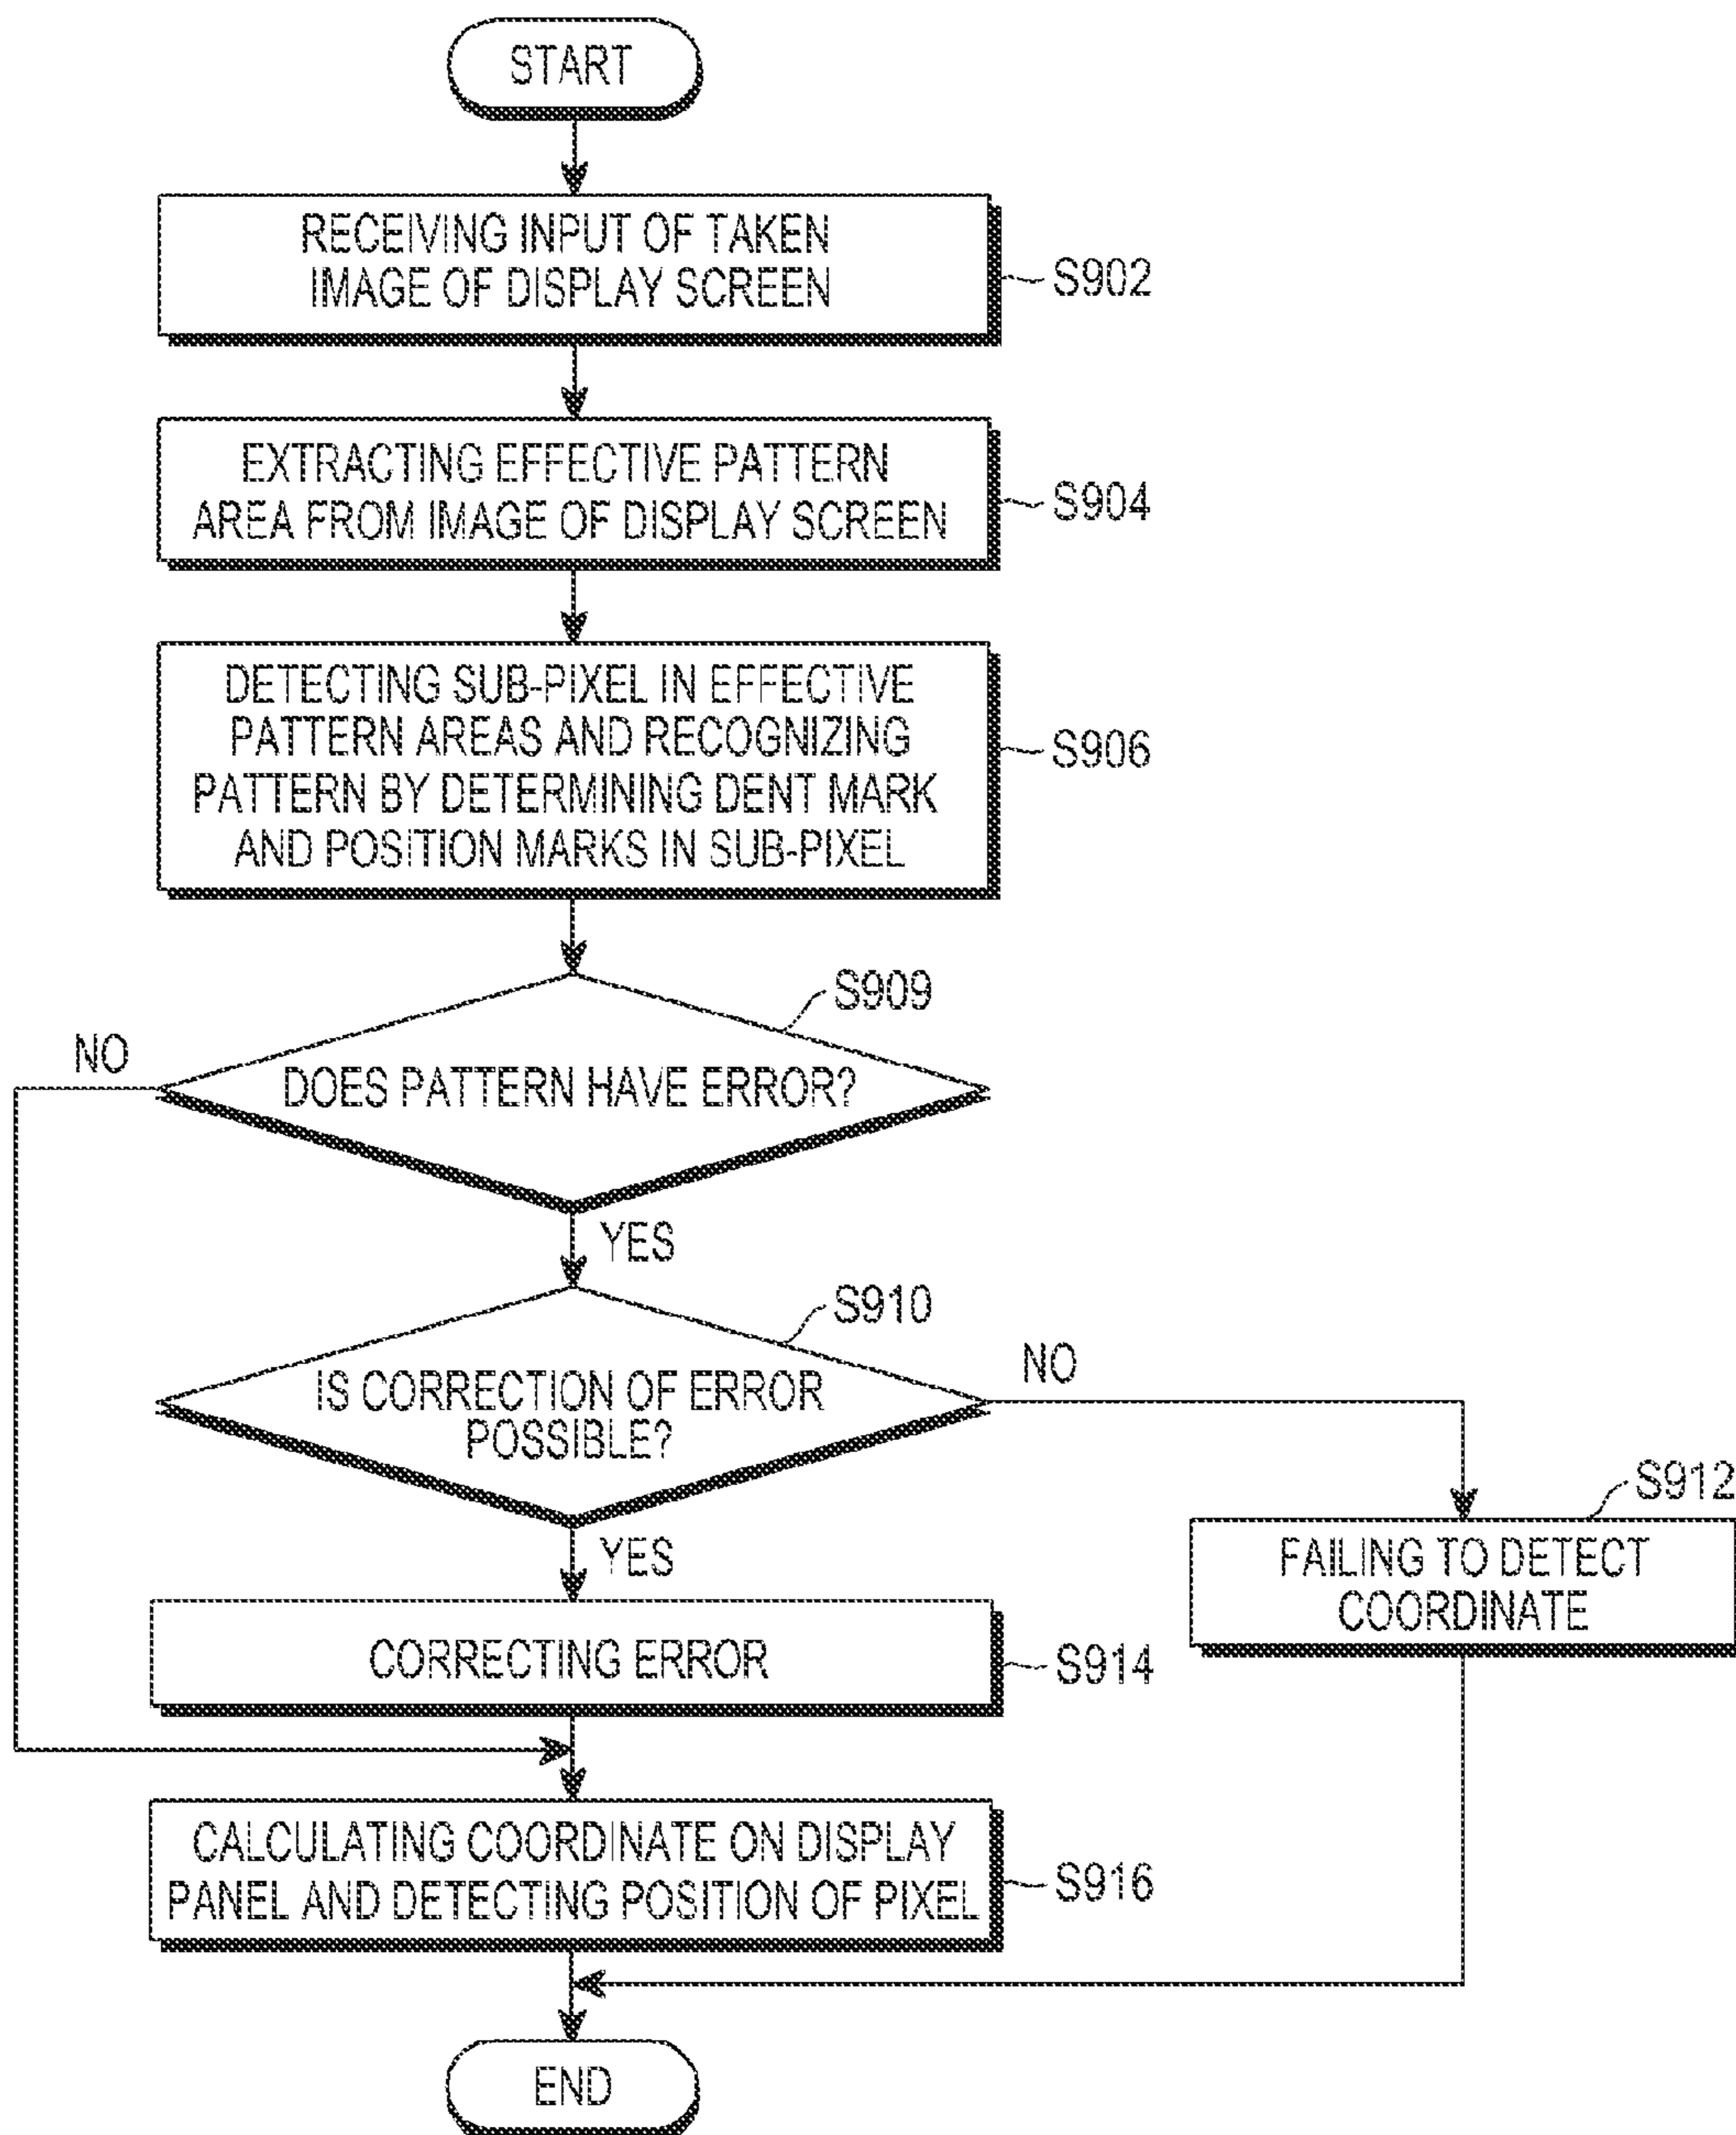 START
RECEIVING INPUT OF TAKEN
IMAGE OF DISPLAY SCREEN
S902
EXTRACTING EFFECTIVE PATTERN
AREA FROM IMAGE OF DISPLAY SCREEN
S904
DETECTING SUB-PIXEL IN EFFECTIVE
PATTERN AREAS AND RECOGNIZING
PATTERN BY DETERMINING DENT MARK
AND POSITION MARKS IN SUB-PIXEL
S906
S909
NO
DOES PATTERN HAVE ERROR?
YES
S910
IS CORRECTION OF ERROR
POSSIBLE?
NO
S912
FAILING TO DETECT
COORDINATE
YES
CORRECTING ERROR
S914
CALCULATING COORDINATE ON DISPLAY
PANEL AND DETECTING POSITION OF PIXEL
S916
END